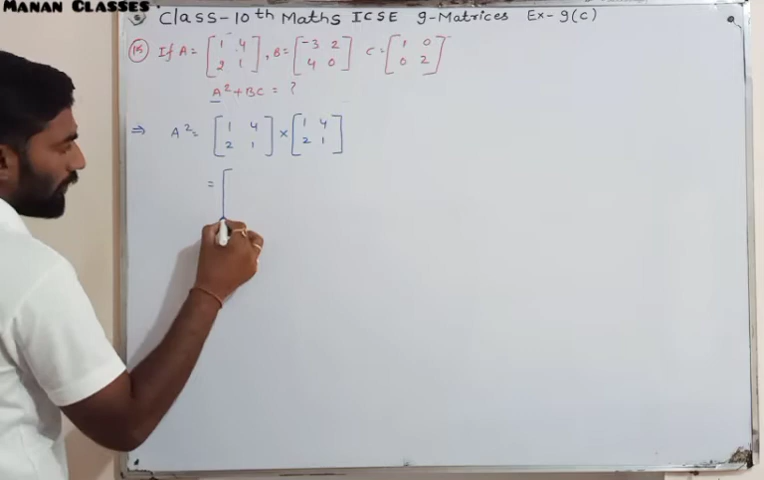 MANAN CLASSES
Class-10th Maths ICSE 9-Matrices Ex-9(c)
(15) If A = [1 4 , B = [-3 2 C = [1 0
2 1] 4 0] 0 2]
A²+BC = ?
⇒ A² = [1 4 × [1 4
2 1] 2 1]
= [